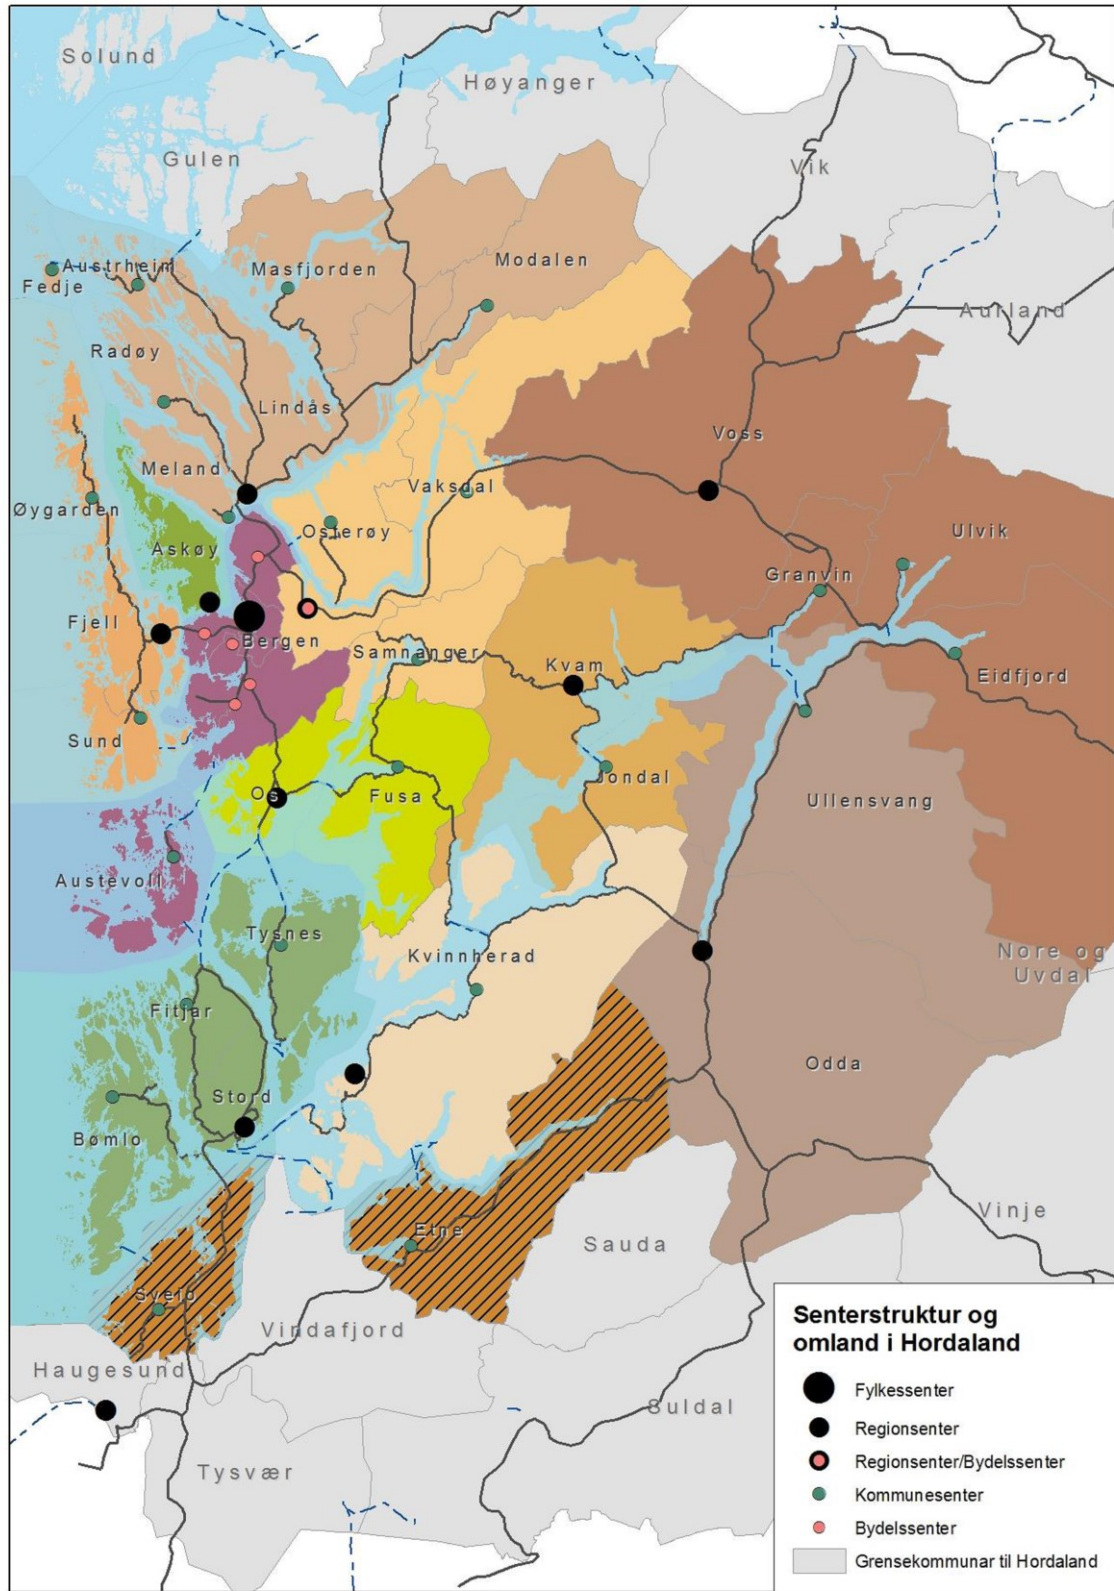 Solund
Høyanger
Gulen
Vik
Austrheim
Fedje
Masfjorden
Modalen
Aurland
Radøy
Lindås
Voss
Meland
Vaksdal
Øygarden
Osterøy
Askøy
Ulvik
Granvin
Fjell
Bergen
Samnanger
Kvam
Eidfjord
Sund
Jondal
Os
Fusa
Ullensvang
Austevoll
Tysnes
Kvinnherad
Nore og
Uvdal
Fitjar
Odda
Stord
Bømlo
Vinje
Etne
Sauda
Sveio
Vindafjord
Haugesund
Suldal
Tysvær
Senterstruktur og
omland i Hordaland
Fylkessenter
Regionsenter
Regionsenter/Bydelssenter
Kommunesenter
Bydelssenter
Grensekommunar til Hordaland